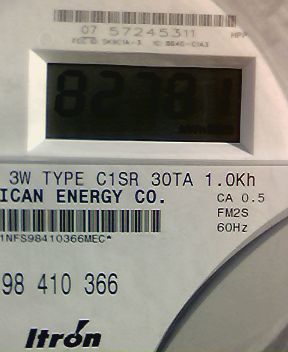 07 57245311
82781
3W TYPE C1SR 30TA 1.0Kh
ICAN ENERGY CO.
CA 0.5
FM2S
60Hz
1NFS98410366MEC*
98 410 366
Itron